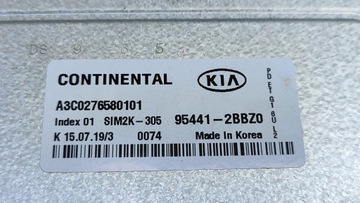 CONTINENTAL
KIA
A3C0276580101
Index 01 SIM2K-305 95441-2BBZ0
K 15.07.19/3 0074 Made in Korea